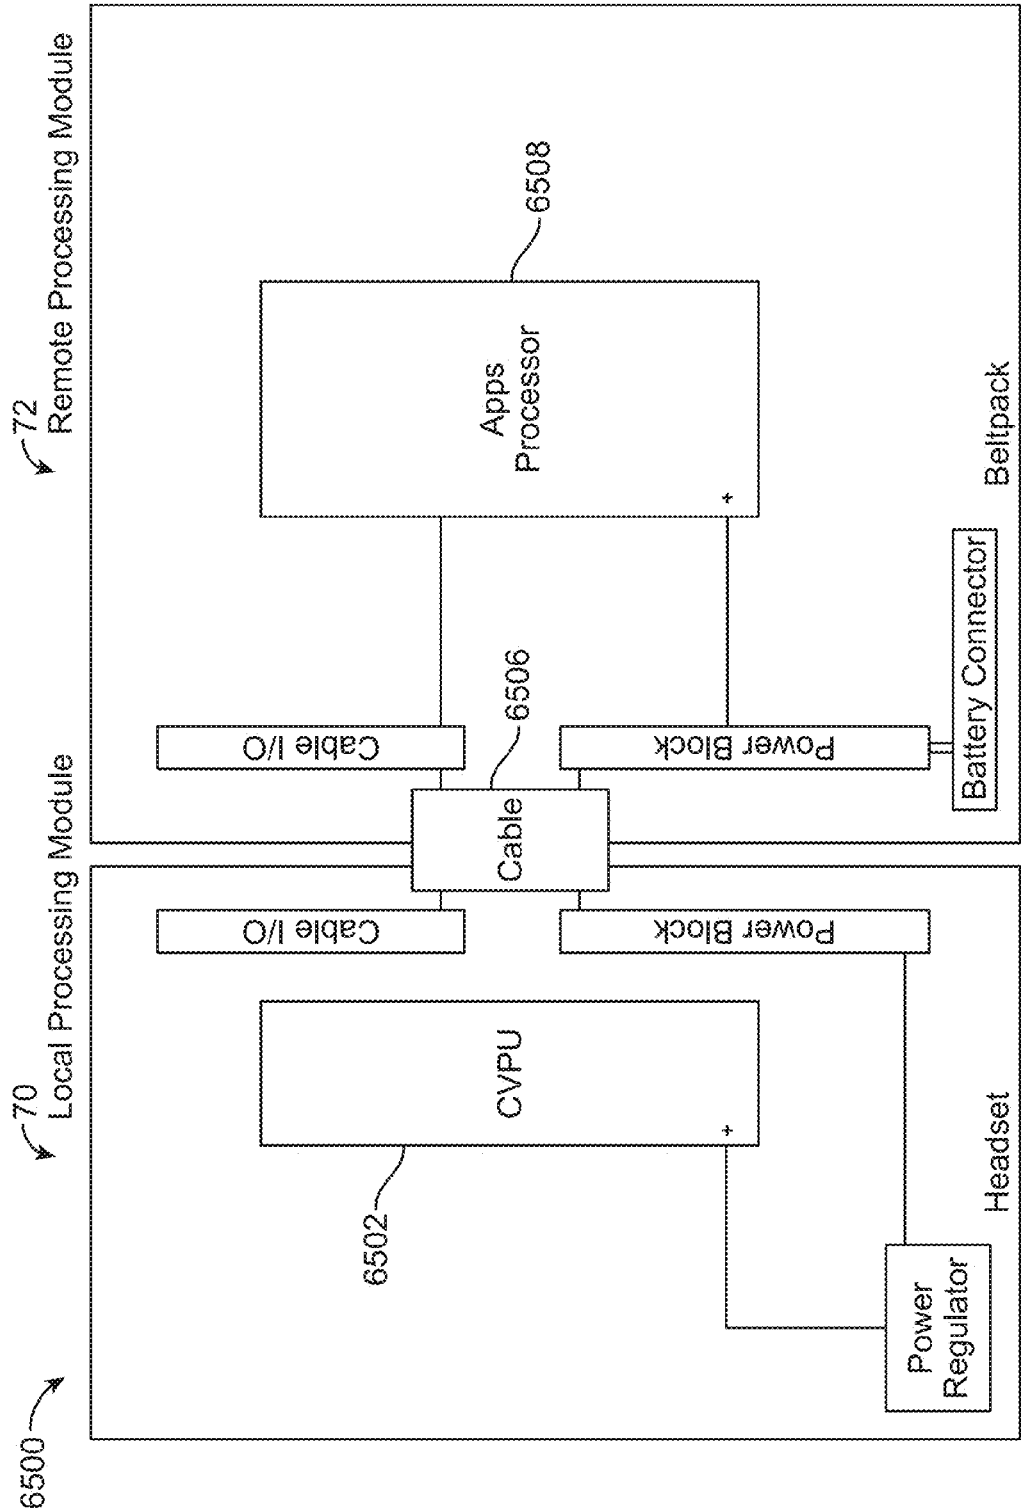 6500
70
Local Processing Module
72
Remote Processing Module
6502
CVPU
Cable I/O
Cable
6506
Cable I/O
Apps
Processor
6508
+
+
Power Block
Power Block
Power
Regulator
Headset
Battery Connector
Beltpack